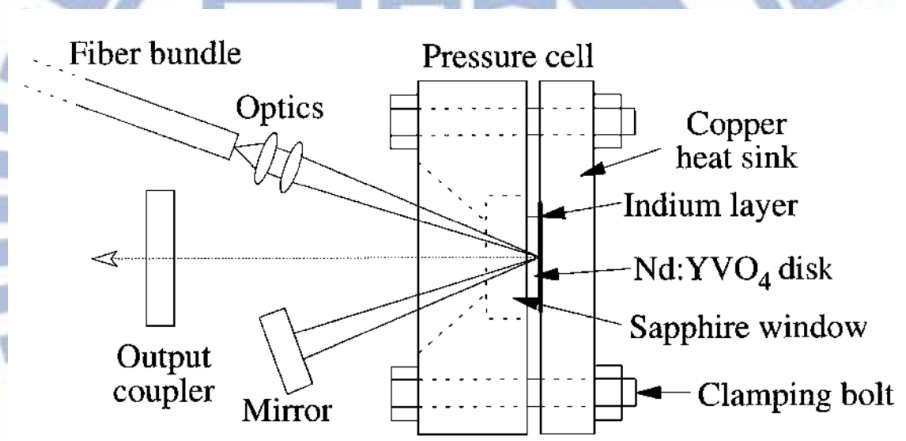 Fiber bundle
Pressure cell
Optics
Copper
heat sink
Indium layer
Nd:YVO4 disk
Sapphire window
Output
coupler
Mirror
Clamping bolt